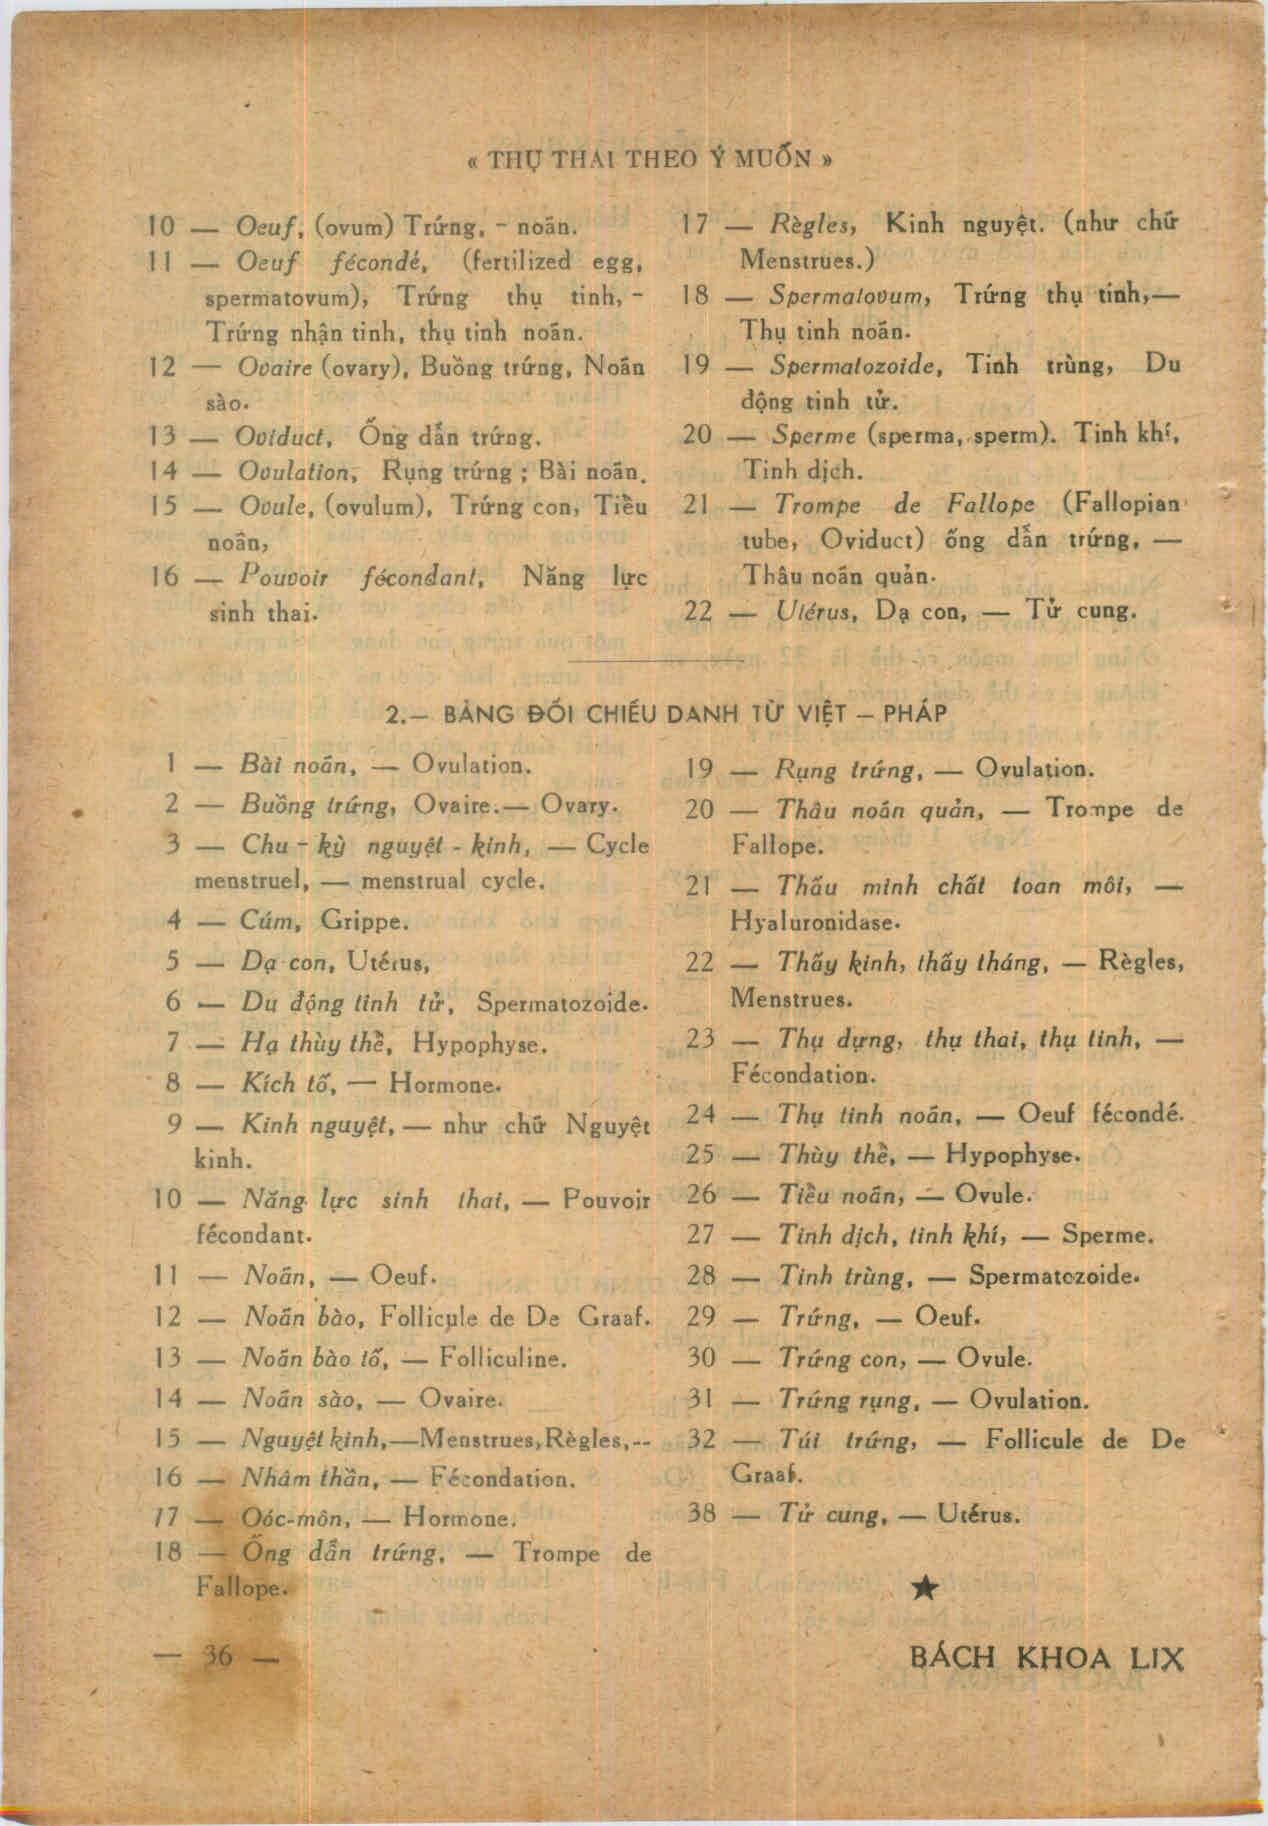 « THỤ THAI THEO Ý MUỐN »
10 — Oeuf, (ovum) Trứng, - noãn.
11 — Oeuf fécondé, (fertilized egg,
spermatovum), Trứng thụ tinh, -
Trứng nhận tinh, thụ tinh noãn.
12 — Ovaire (ovary), Buồng trứng, Noãn
sào.
13 — Oviduct, Ống dẫn trứng.
14 — Ovulation, Rụng trứng ; Bài noãn.
15 — Ovule, (ovulum), Trứng con, Tiểu
noãn,
16 — Pouvoir fécondant, Năng lực
sinh thai.
17 — Règles, Kinh nguyệt. (như chữ
Menstrues.)
18 — Spermatovum, Trứng thụ tinh,—
Thụ tinh noãn.
19 — Spermatozoide, Tinh trùng, Du
động tinh tử.
20 — Sperme (sperma, sperm). Tinh khí,
Tinh dịch.
21 — Trompe de Fallope (Fallopian
tube, Oviduct) ống dẫn trứng, —
Thâu noãn quản.
22 — Utérus, Dạ con, — Tử cung.
2.— BẢNG ĐỐI CHIẾU DANH TỪ VIỆT — PHÁP
1 — Bài noãn, — Ovulation.
2 — Buồng trứng, Ovaire.— Ovary.
3 — Chu - kỳ nguyệt - kinh, — Cycle
menstruel, — menstrual cycle.
4 — Cúm, Grippe.
5 — Dạ con, Utérus,
6 — Du động tinh tử, Spermatozoide.
7 — Hạ thùy thể, Hypophyse.
8 — Kích tố, — Hormone.
9 — Kinh nguyệt, — như chữ Nguyệt
kinh.
10 — Năng lực sinh thai, — Pouvoir
fécondant.
11 — Noãn, — Oeuf.
12 — Noãn bào, Follicule de De Graaf.
13 — Noãn bào tố, — Folliculine.
14 — Noãn sào, — Ovaire.
15 — Nguyệt kinh,—Menstrues,Règles,--
16 — Nhâm thần, — Fécondation.
17 — Oóc-môn, — Hormone.
18 — Ống dẫn trứng, — Trompe de
Fallope.
19 — Rụng trứng, — Ovulation.
20 — Thâu noãn quản, — Trompe de
Fallope.
21 — Thấu minh chất toan môi, —
Hyaluronidase.
22 — Thấy kinh, thấy tháng, — Règles,
Menstrues.
23 — Thụ dựng, thụ thai, thụ tinh, —
Fécondation.
24 — Thụ tinh noãn, — Oeuf fécondé.
25 — Thùy thể, — Hypophyse.
26 — Tiểu noãn, — Ovule.
27 — Tinh dịch, tinh khí, — Sperme.
28 — Tinh trùng, — Spermatozoide.
29 — Trứng, — Oeuf.
30 — Trứng con, — Ovule.
31 — Trứng rụng, — Ovulation.
32 — Túi trứng, — Follicule de De
Graaf.
38 — Tử cung, — Utérus.
★
— 36 —
BÁCH KHOA LIX